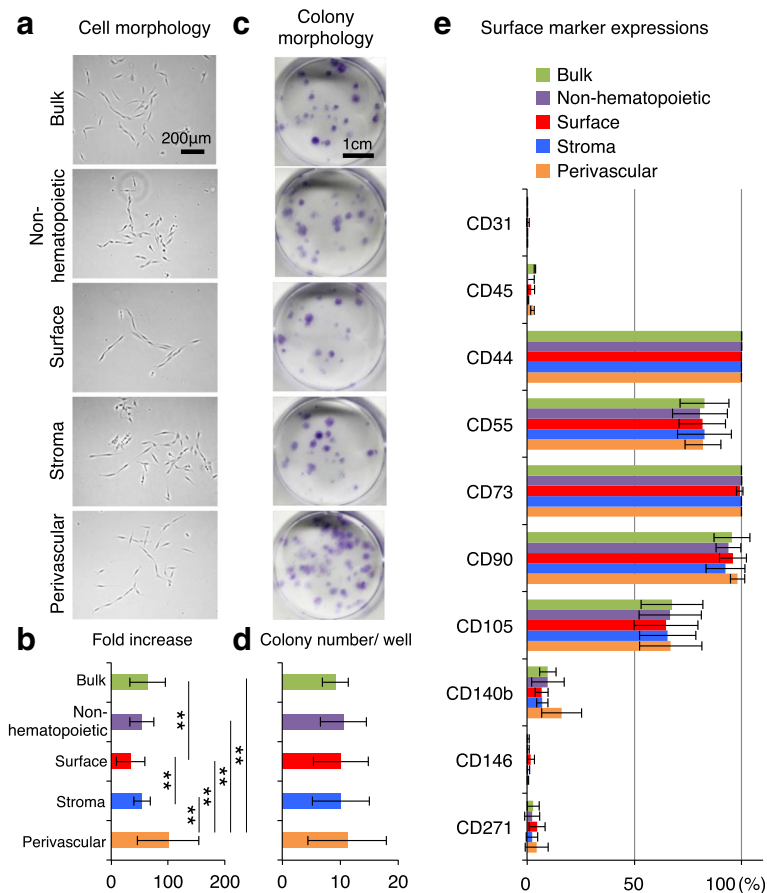 a
Cell morphology
c
Colony
morphology
e
Surface marker expressions
Bulk
200μm
1cm
Non-
hematopoietic
Surface
Stroma
Perivascular
Bulk
Non-hematopoietic
Surface
Stroma
Perivascular
CD31
CD45
CD44
CD55
CD73
CD90
CD105
CD140b
CD146
CD271
0
50
100 (%)
b
Fold increase
Bulk
Non-
hematopoietic
Surface
Stroma
Perivascular
**
**
**
**
**
**
0
100
200
d
Colony number/ well
0
10
20